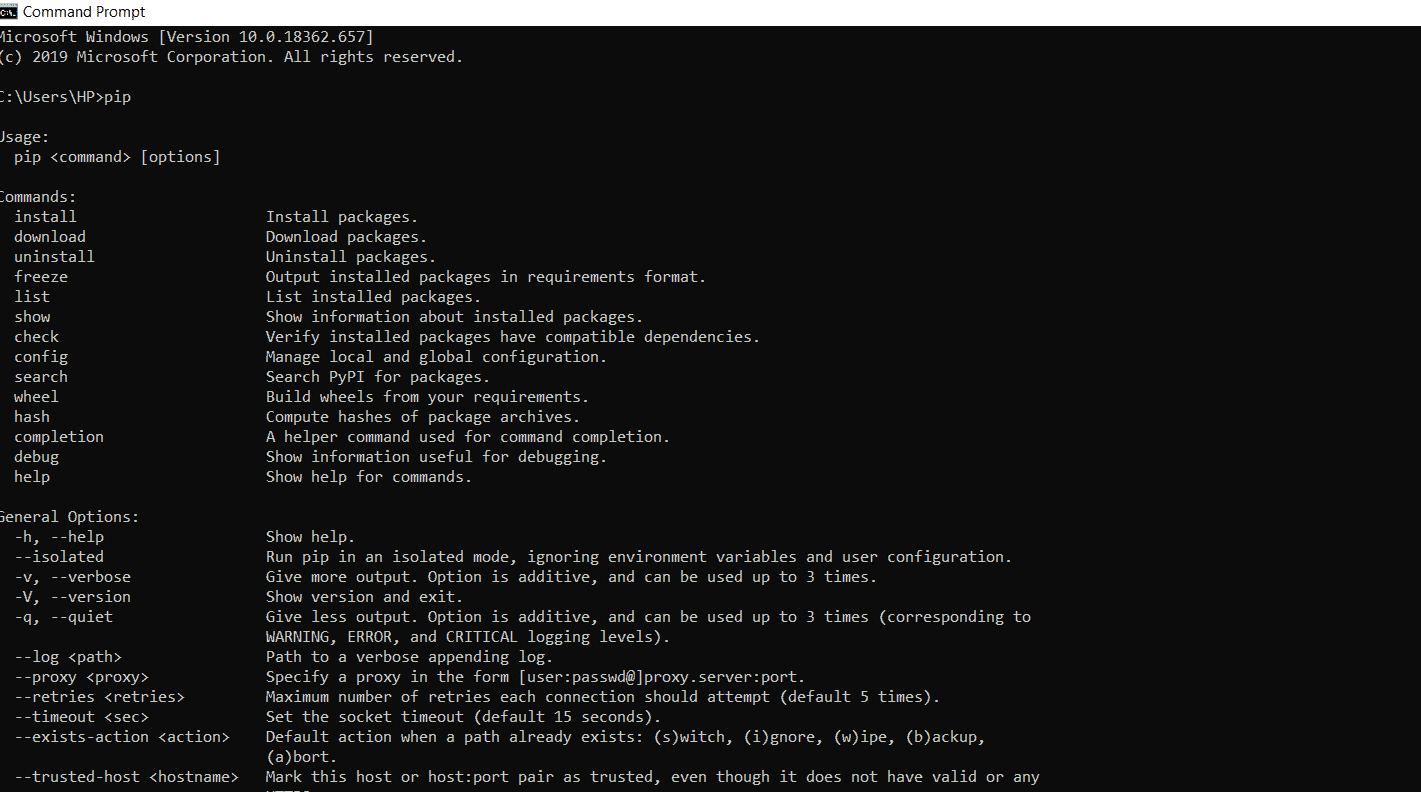 Command Prompt
Microsoft Windows [Version 10.0.18362.657]
(c) 2019 Microsoft Corporation. All rights reserved.
C:\Users\HP>pip
Usage:
  pip <command> [options]
Commands:
  install                     Install packages.
  download                    Download packages.
  uninstall                   Uninstall packages.
  freeze                      Output installed packages in requirements format.
  list                        List installed packages.
  show                        Show information about installed packages.
  check                       Verify installed packages have compatible dependencies.
  config                      Manage local and global configuration.
  search                      Search PyPI for packages.
  wheel                       Build wheels from your requirements.
  hash                        Compute hashes of package archives.
  completion                  A helper command used for command completion.
  debug                       Show information useful for debugging.
  help                        Show help for commands.
General Options:
  -h, --help                  Show help.
  --isolated                  Run pip in an isolated mode, ignoring environment variables and user configuration.
  -v, --verbose               Give more output. Option is additive, and can be used up to 3 times.
  -V, --version               Show version and exit.
  -q, --quiet                 Give less output. Option is additive, and can be used up to 3 times (corresponding to
                              WARNING, ERROR, and CRITICAL logging levels).
  --log <path>                Path to a verbose appending log.
  --proxy <proxy>             Specify a proxy in the form [user:passwd@]proxy.server:port.
  --retries <retries>         Maximum number of retries each connection should attempt (default 5 times).
  --timeout <sec>             Set the socket timeout (default 15 seconds).
  --exists-action <action>    Default action when a path already exists: (s)witch, (i)gnore, (w)ipe, (b)ackup,
                              (a)bort.
  --trusted-host <hostname>   Mark this host or host:port pair as trusted, even though it does not have valid or any